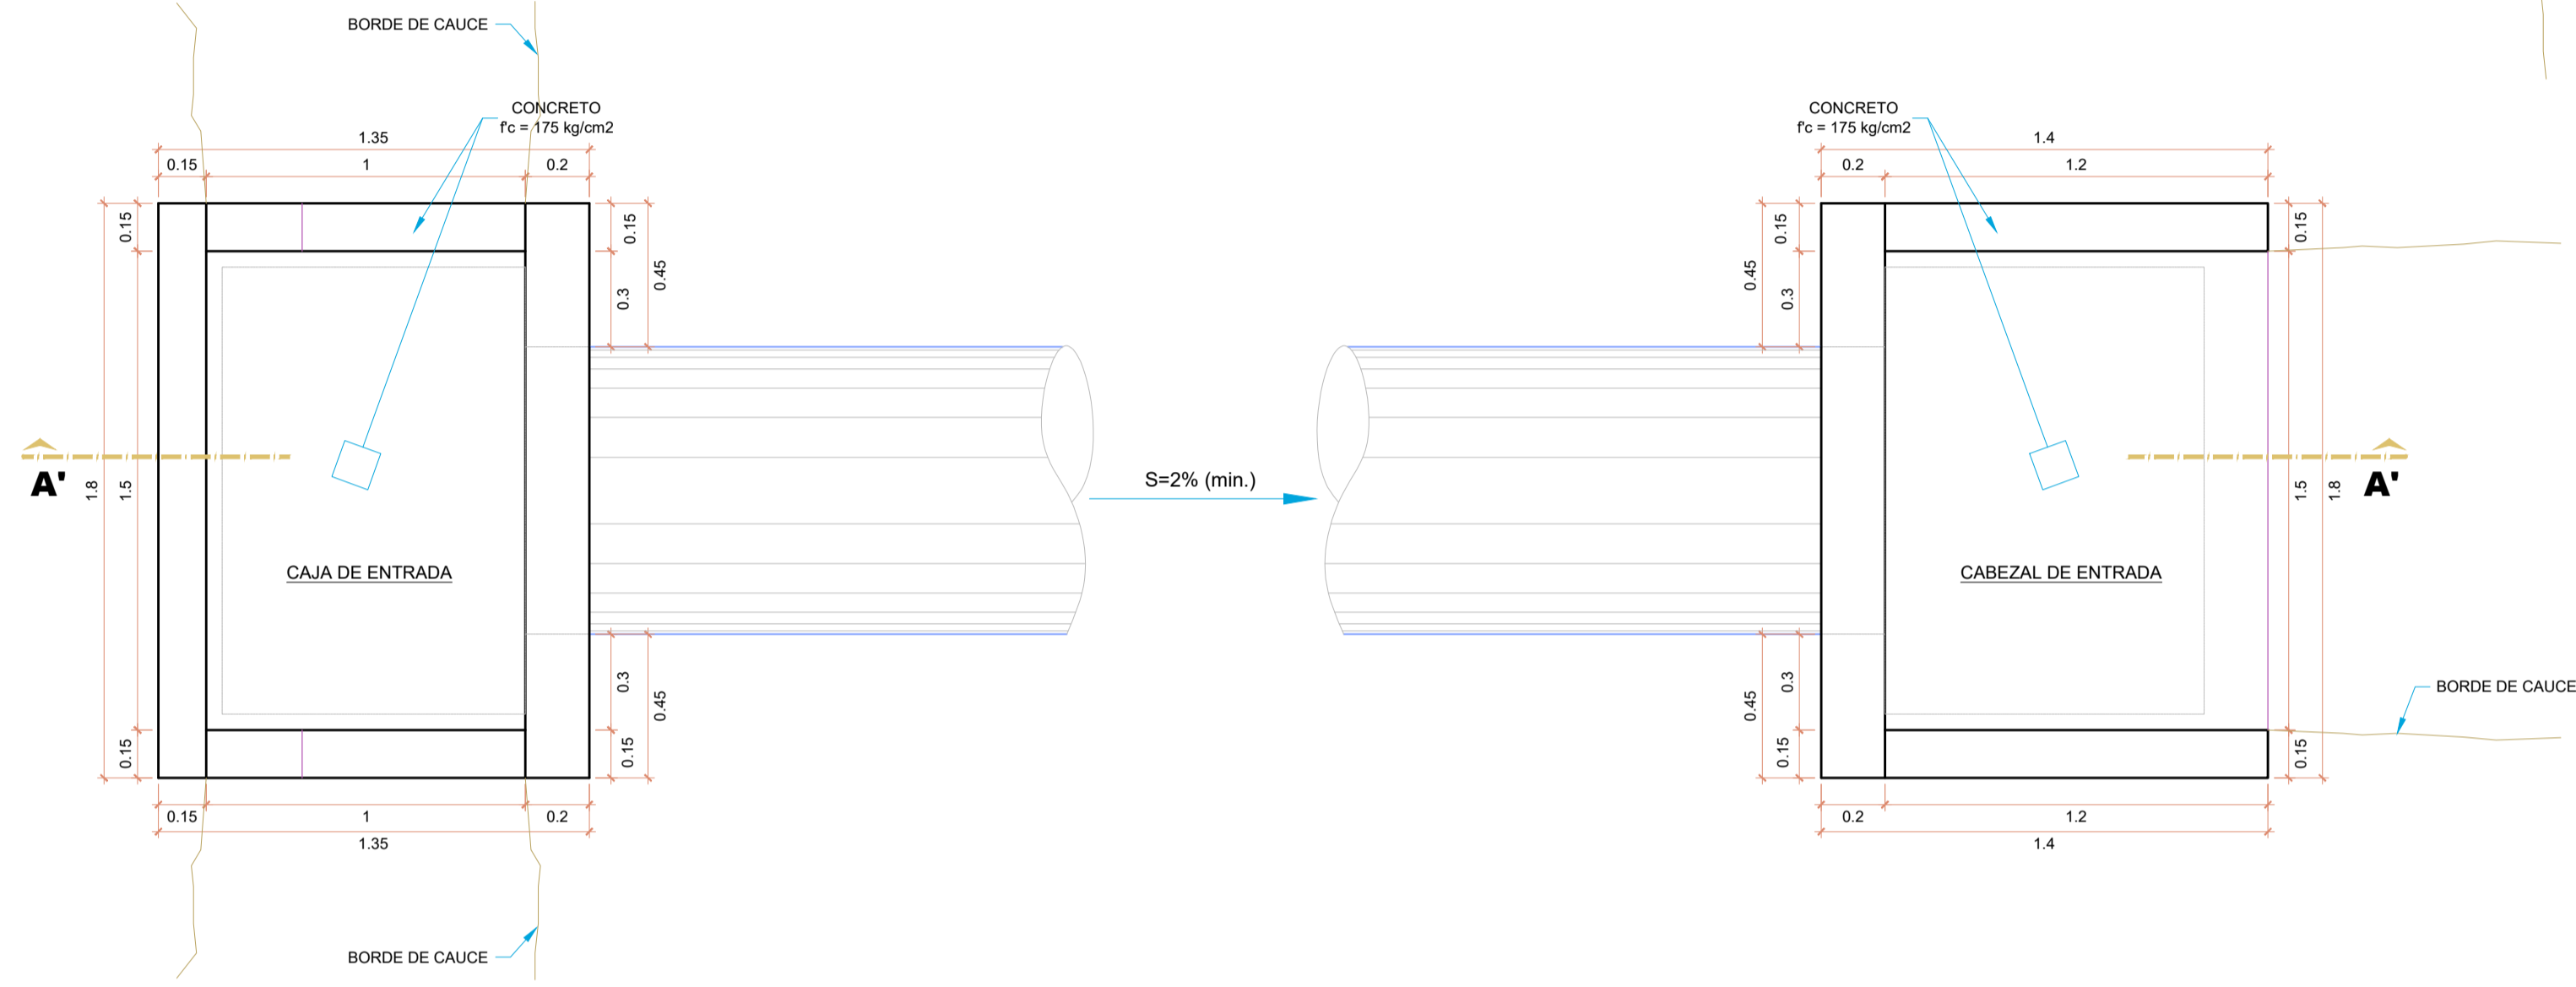 BORDE DE CAUCE
CONCRETO
f'c = 175 kg/cm2
1.35
0.15
1
0.2
0.15
1.8
1.5
0.15
0.15
0.3
0.45
A'
CAJA DE ENTRADA
0.3
0.45
0.15
0.15
1
0.2
1.35
BORDE DE CAUCE
S=2% (min.)
CONCRETO
f'c = 175 kg/cm2
1.4
0.2
1.2
0.15
0.45
0.3
0.15
1.5
1.8
A'
CABEZAL DE ENTRADA
0.3
0.45
0.15
BORDE DE CAUCE
0.15
0.2
1.2
1.4